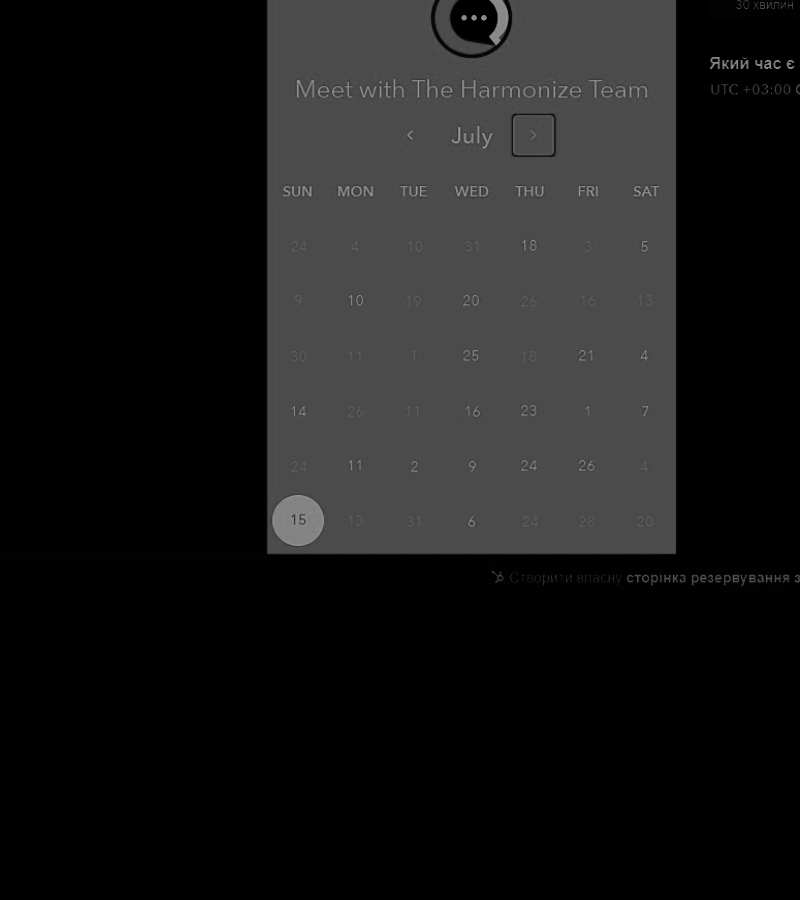 30 хвилин
Meet with The Harmonize Team
July
SUN MON TUE WED THU FRI SAT
24 4 10 31 18 3 5
9 10 19 20 26 16 13
30 11 1 25 18 21 4
14 26 11 16 23 1 7
24 11 2 9 24 26 4
15 13 31 6 24 28 20
Який час є
UTC +03:00
Створити власну сторінка резервування